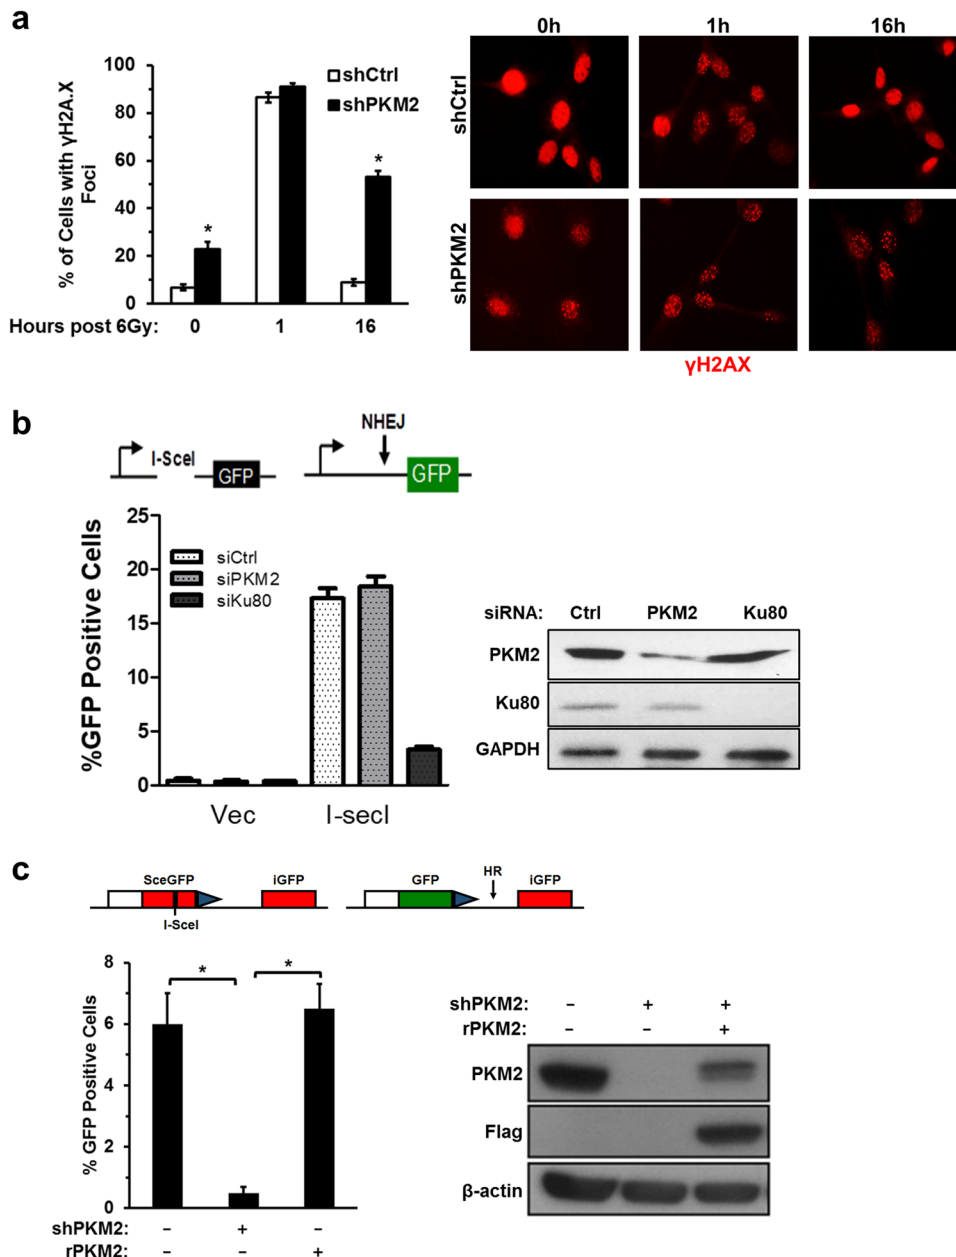 a
0h 1h 16h
100
80
60
40
20
0
% of Cells with γH2A.X
Foci
shCtrl
shPKM2
*
*
Hours post 6Gy: 0 1 16
shCtrl
shPKM2
γH2AX
b
I-SceI
GFP
NHEJ
GFP
25
20
15
10
5
0
%GFP Positive Cells
siCtrl
siPKM2
siKu80
Vec I-secI
siRNA: Ctrl PKM2 Ku80
PKM2
Ku80
GAPDH
c
SceGFP iGFP
I-SceI
GFP HR iGFP
8
6
4
2
0
% GFP Positive Cells
* *
shPKM2: – + –
rPKM2: – – +
shPKM2: – + +
rPKM2: – – +
PKM2
Flag
β-actin